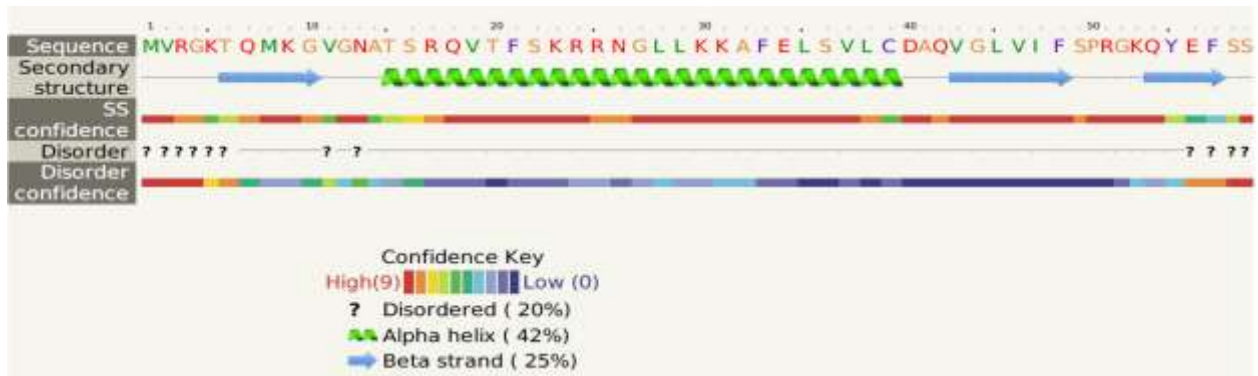 1 10 20 30 40 50
Sequence MVRGKTQMKGVGNATSRQVTFSKRRNGLLKKAFELSVLCDAQVGLVIFSPRGKQYEFSS
Secondary
structure
SS
confidence
Disorder ? ? ? ? ? ? ? ? ? ? ? ?
Disorder
confidence
Confidence Key
High(9) Low (0)
? Disordered ( 20%)
Alpha helix ( 42%)
Beta strand ( 25%)